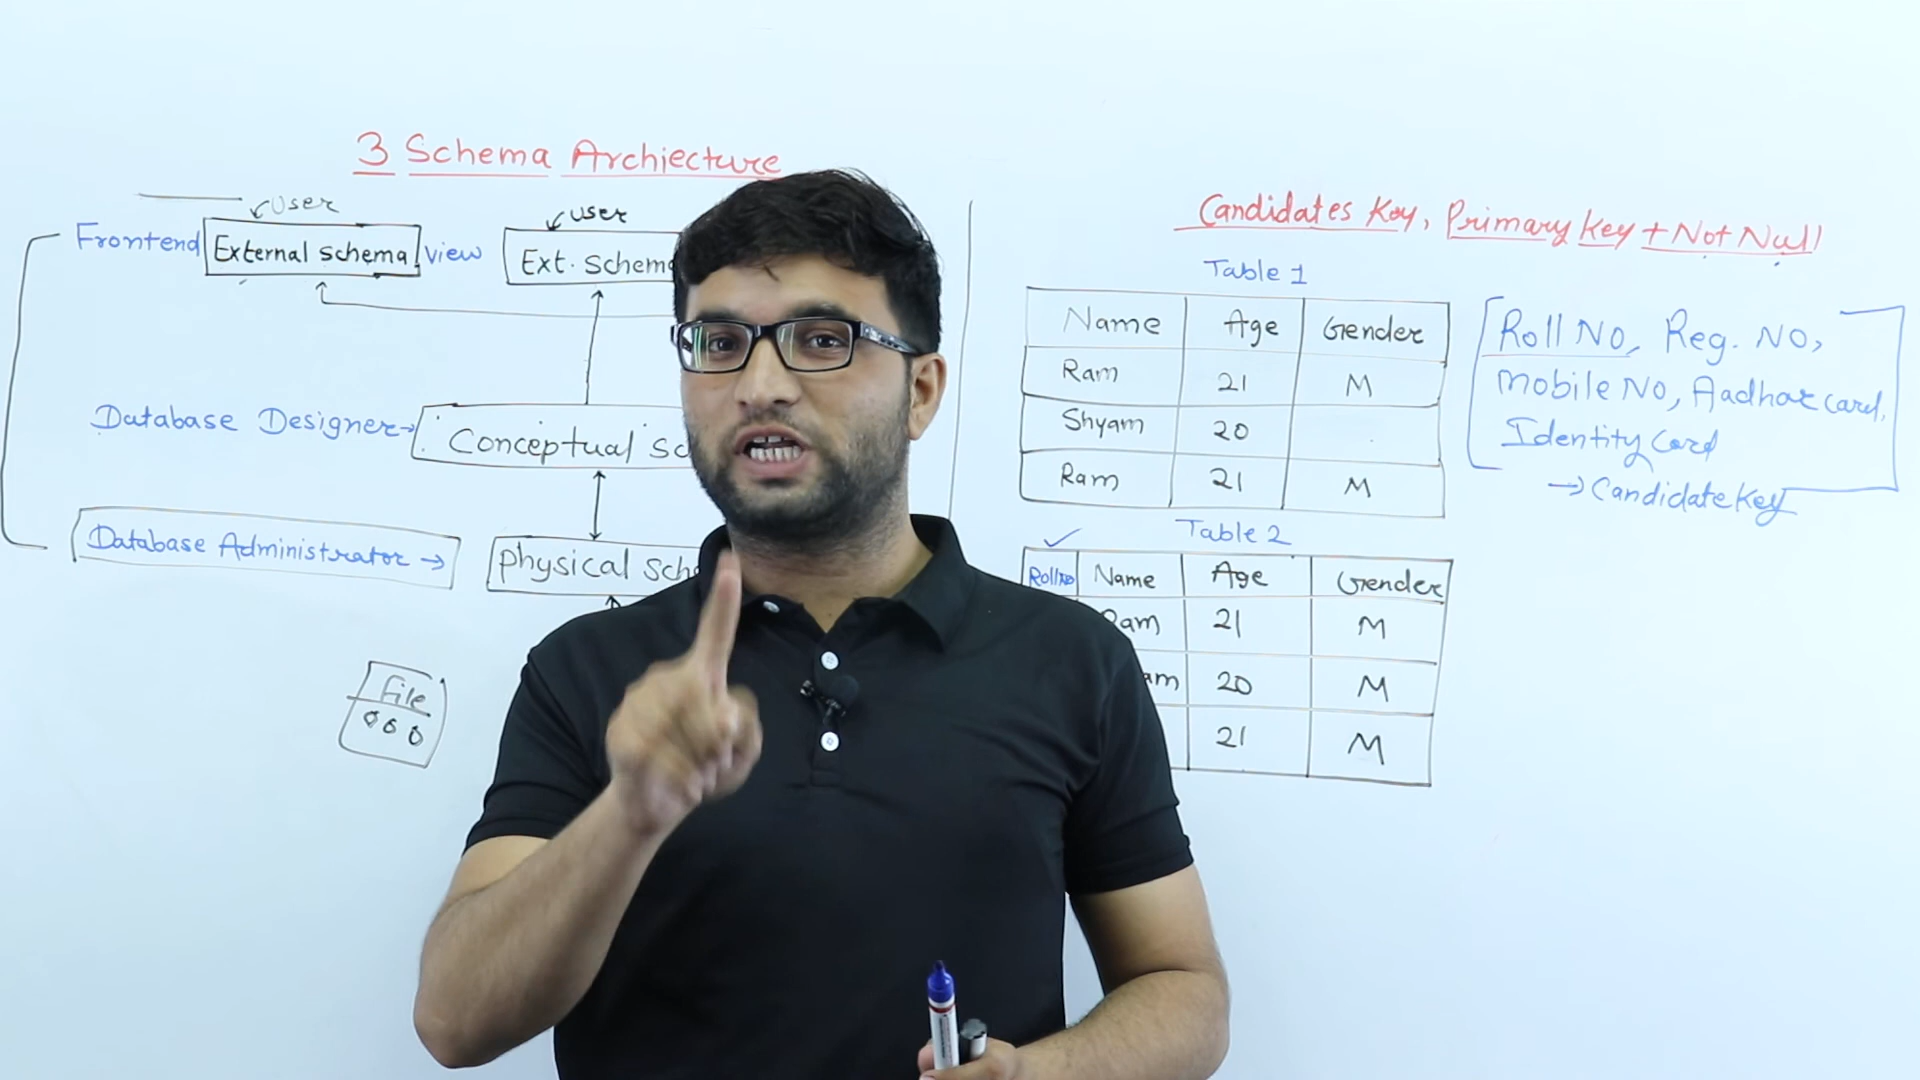 3 Schema Archiecture
User
user
Frontend External schema view
Ext. schema
Database Designer→ Conceptual
Database Administrator → physical
File
Candidates Key, Primary Key + Not Null
Table 1
Name Age Gender
Ram 21 M
Shyam 20
Ram 21 M
Roll No, Reg. No,
Mobile No, Aadhar card,
Identity Card
→ Candidate Key
Table 2
Roll No Name Age Gender
Ram 21 M
20 M
21 M